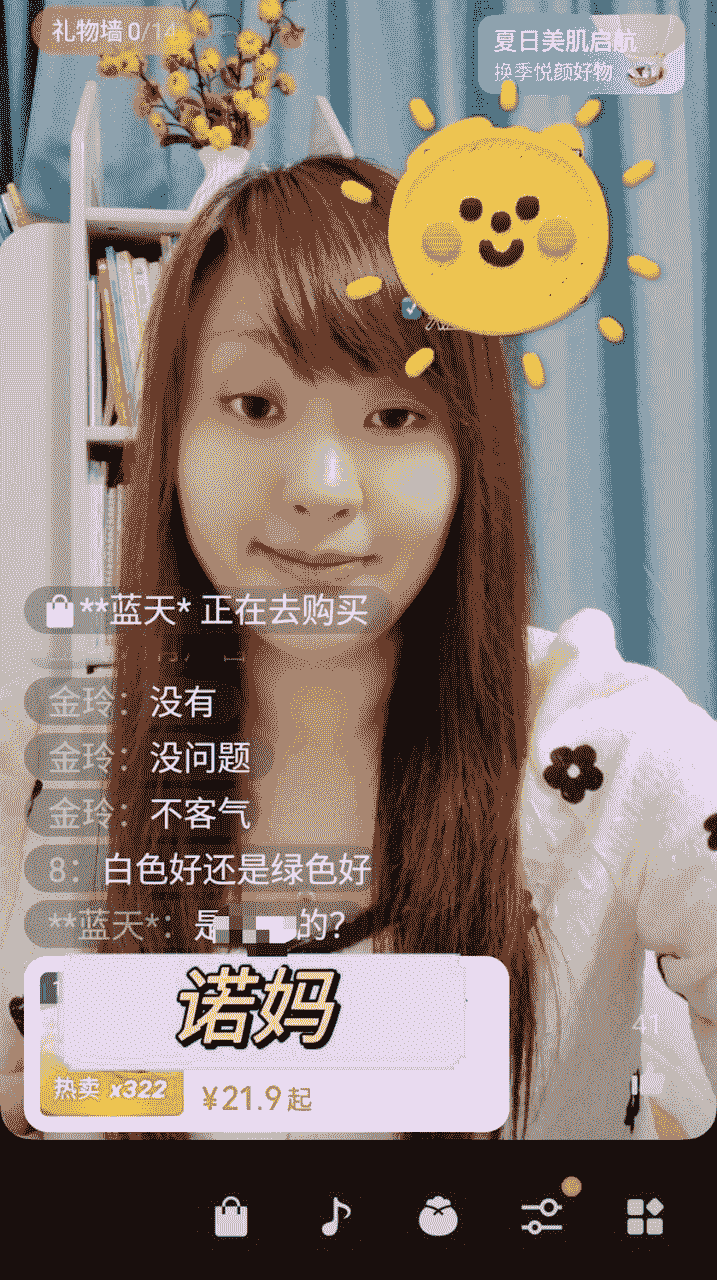 礼物墙 0/14
夏日美肌启航
换季悦颜好物
**蓝天* 正在去购买
金玲：没有
金玲：没问题
金玲：不客气
8：白色好还是绿色好
**蓝天*：是 的？
诺妈
热卖 x322
¥21.9起
41